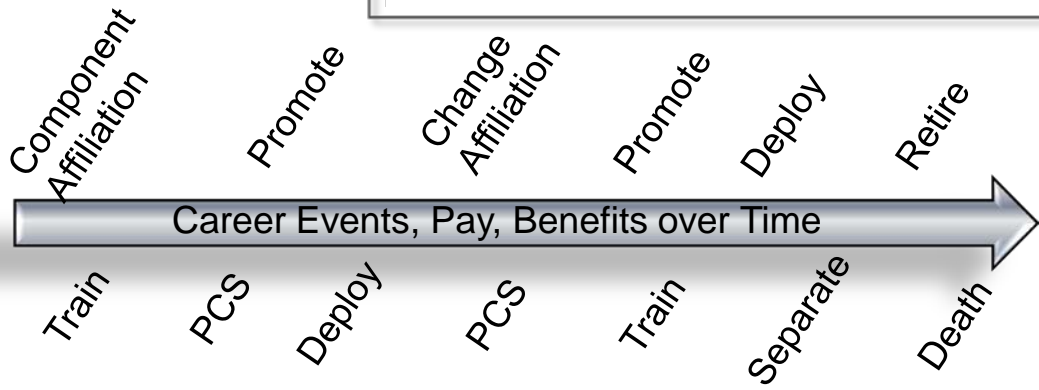 Component
Affiliation
Promote
Change
Affiliation
Promote
Deploy
Retire
Career Events, Pay, Benefits over Time
Train
PCS
Deploy
PCS
Train
Separate
Death